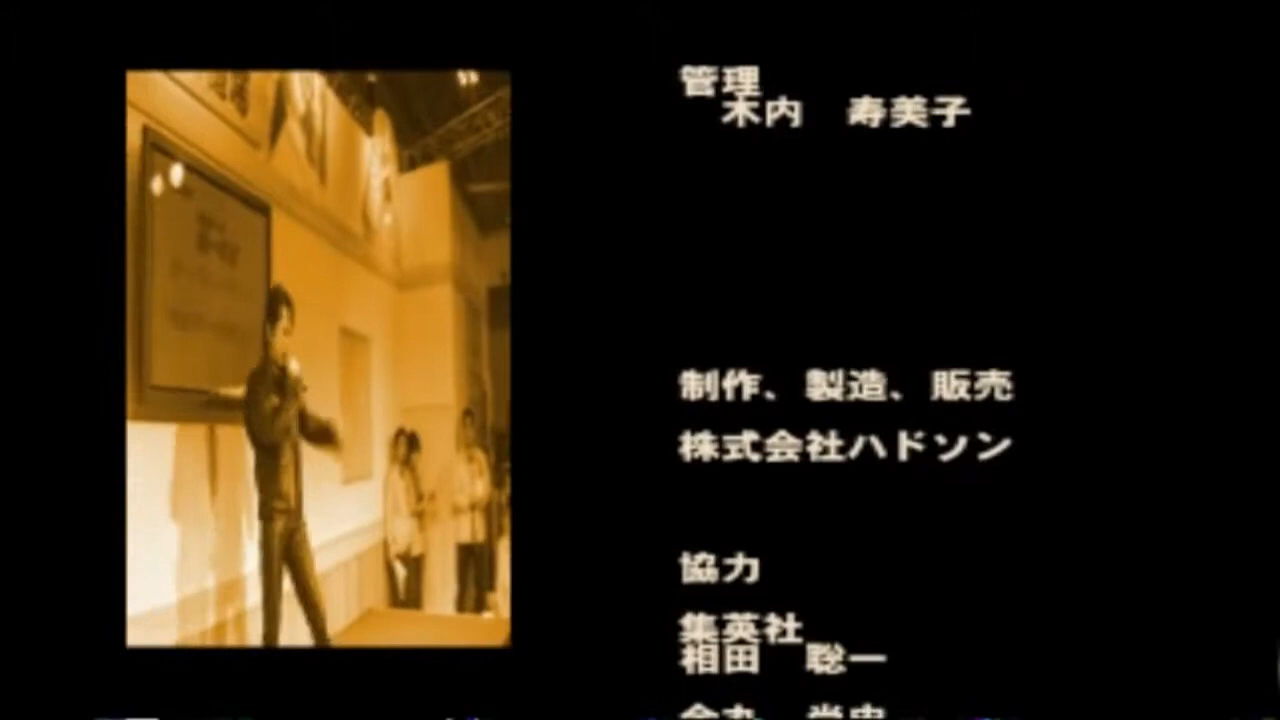 管理
木内　寿美子
制作、製造、販売
株式会社ハドソン
協力
集英社
相田　聡一